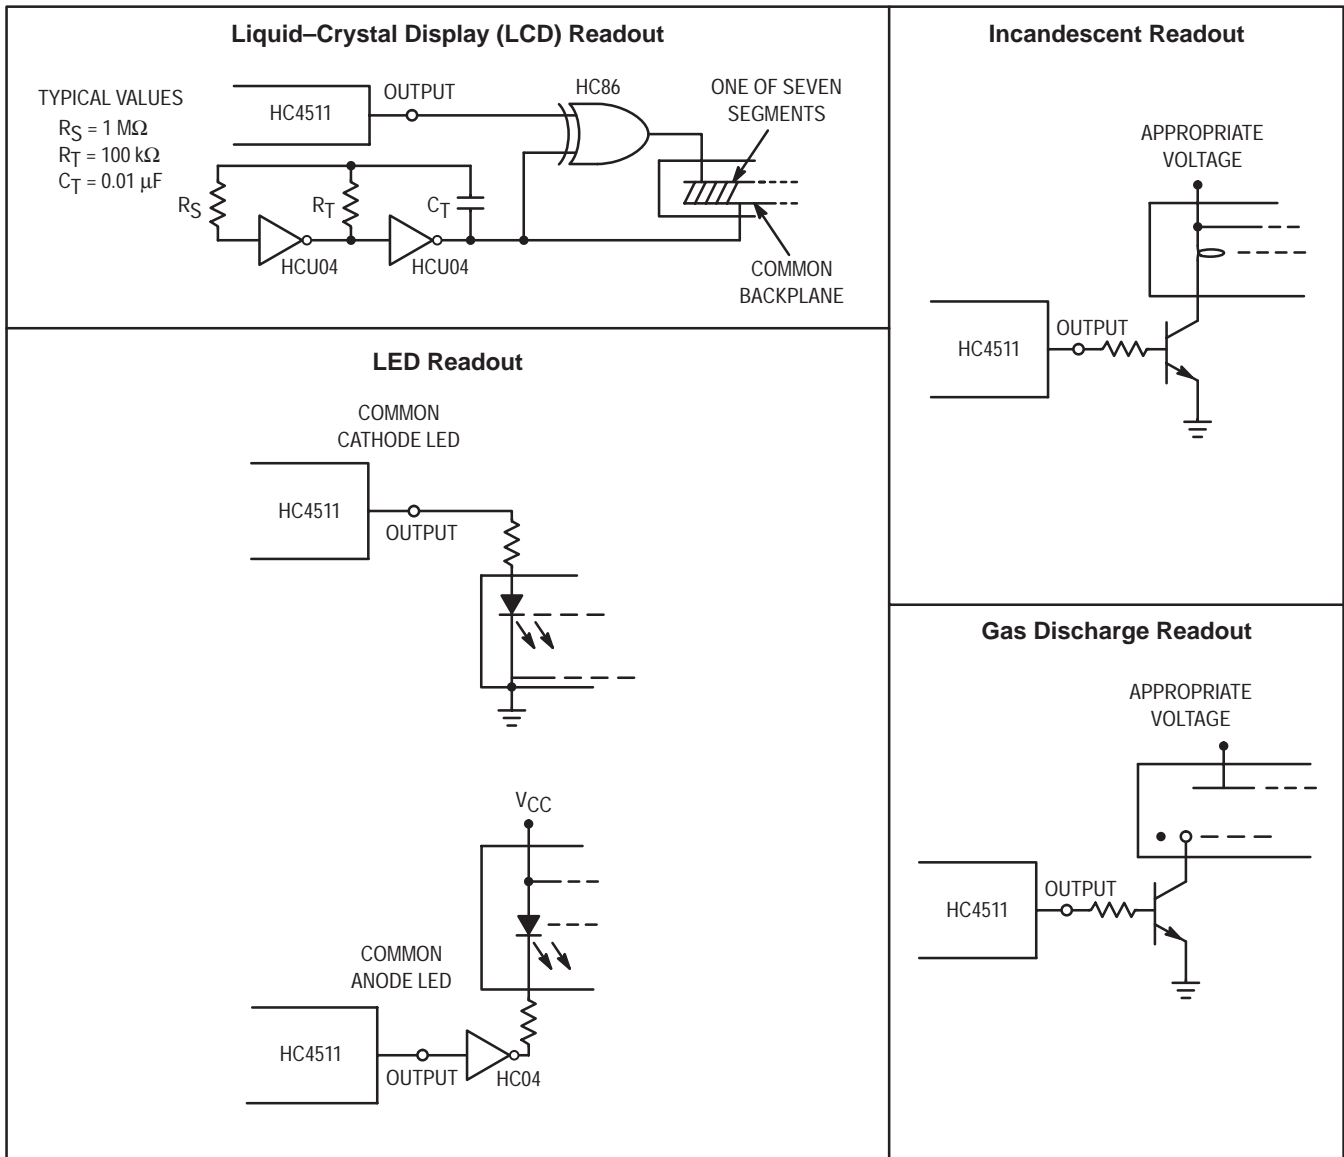 Liquid–Crystal Display (LCD) Readout
TYPICAL VALUES
RS = 1 MΩ
RT = 100 kΩ
CT = 0.01 µF
HC4511
OUTPUT
HC86
ONE OF SEVEN
SEGMENTS
RS
RT
CT
HCU04
HCU04
COMMON
BACKPLANE
Incandescent Readout
APPROPRIATE
VOLTAGE
HC4511
OUTPUT
LED Readout
COMMON
CATHODE LED
HC4511
OUTPUT
VCC
COMMON
ANODE LED
HC4511
OUTPUT
HC04
Gas Discharge Readout
APPROPRIATE
VOLTAGE
HC4511
OUTPUT